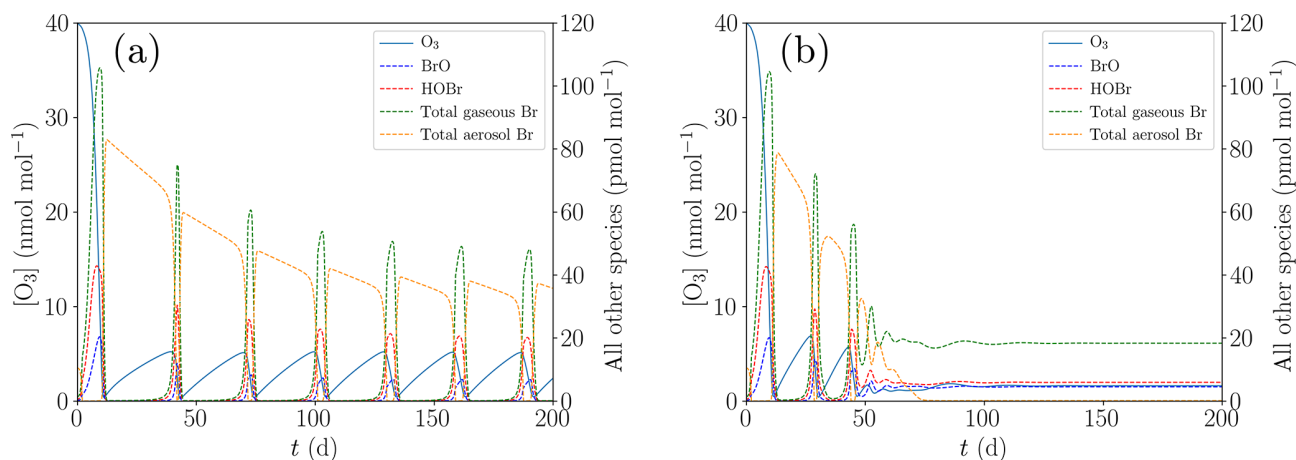 (a)
O₃
BrO
HOBr
Total gaseous Br
Total aerosol Br
[O₃] (nmol mol⁻¹)
All other species (pmol mol⁻¹)
40
30
20
10
0
120
100
80
60
40
20
0
0
50
100
150
200
t (d)
(b)
O₃
BrO
HOBr
Total gaseous Br
Total aerosol Br
[O₃] (nmol mol⁻¹)
All other species (pmol mol⁻¹)
40
30
20
10
0
120
100
80
60
40
20
0
0
50
100
150
200
t (d)